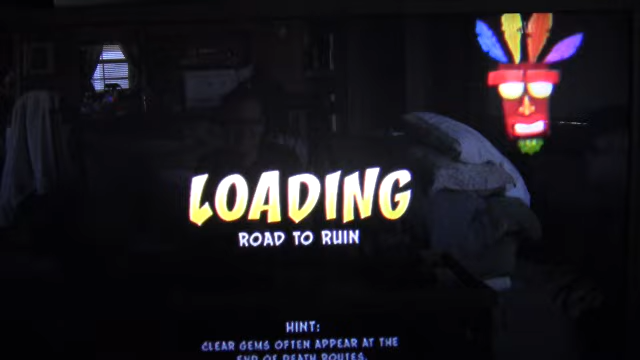 LOADING
ROAD TO RUIN
HINT:
CLEAR GEMS OFTEN APPEAR AT THE
END OF DEATH ROUTES.